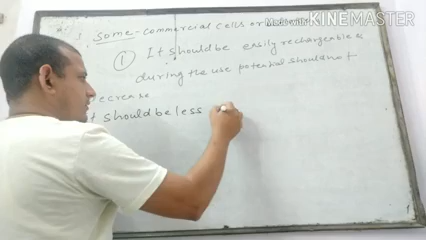 Made with KINEMASTER
Some commercial cells or
① It should be easily rechargeable &
during the use potential should not
ecrease
t should be less